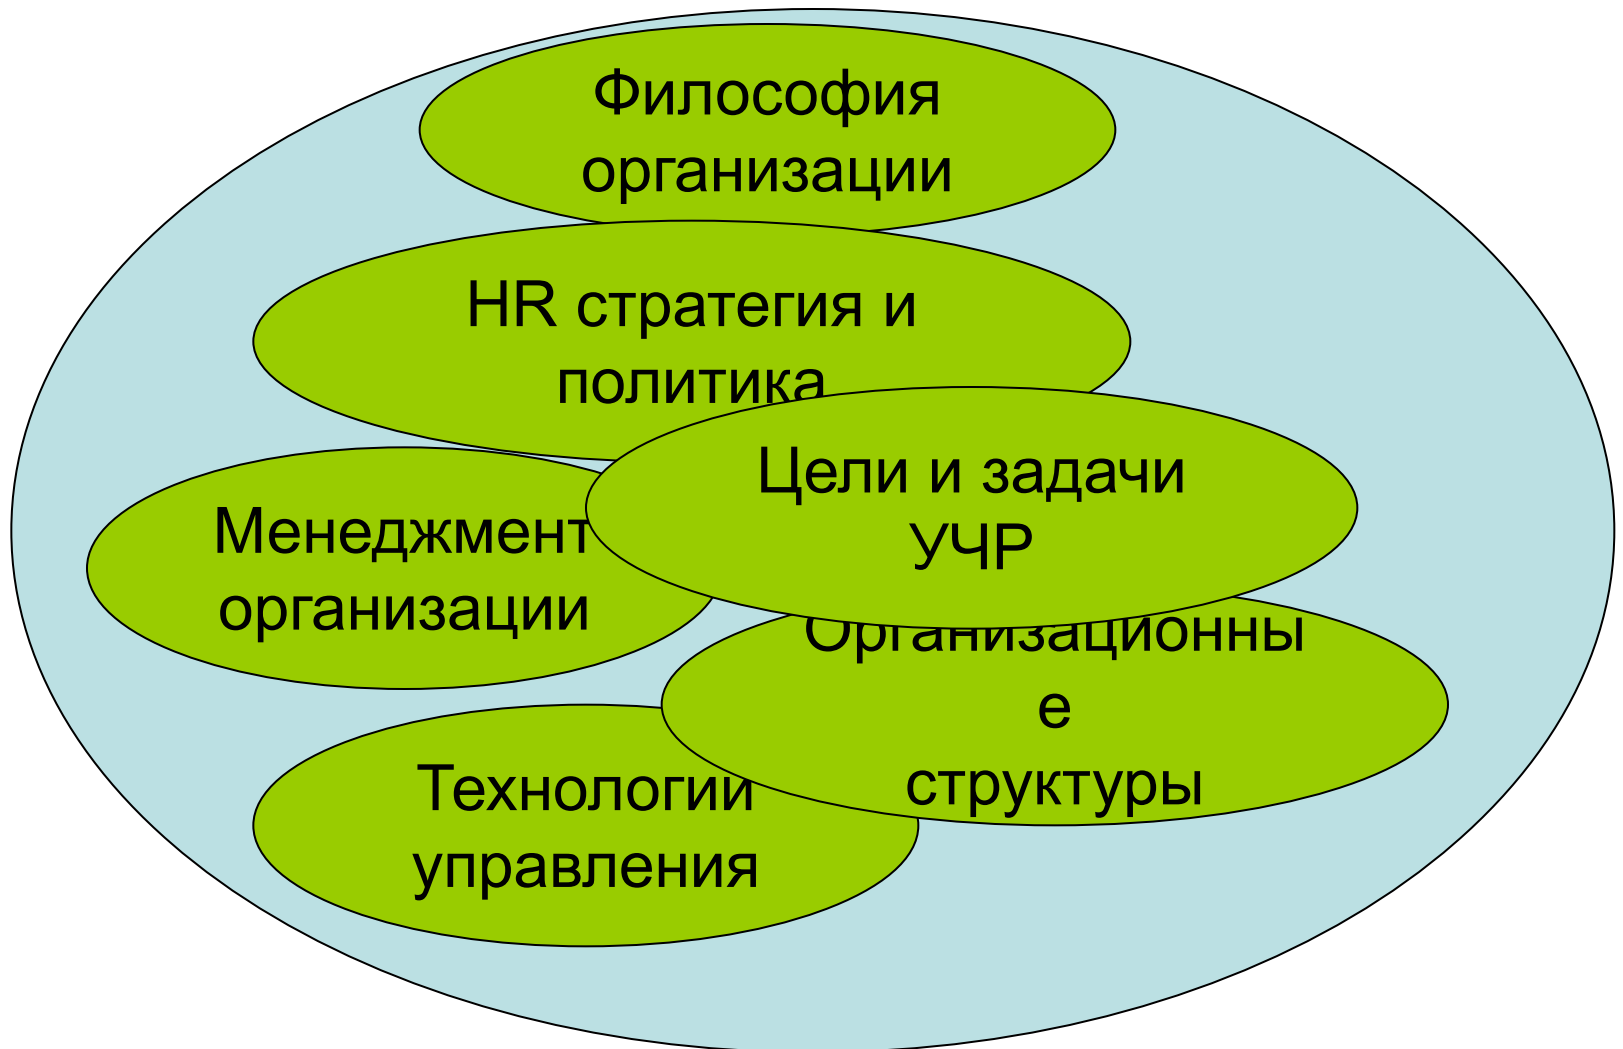 Философия
организации
HR стратегия и
политика
Цели и задачи
УЧР
Менеджмент
организации
Организационны
е
структуры
Технологии
управления